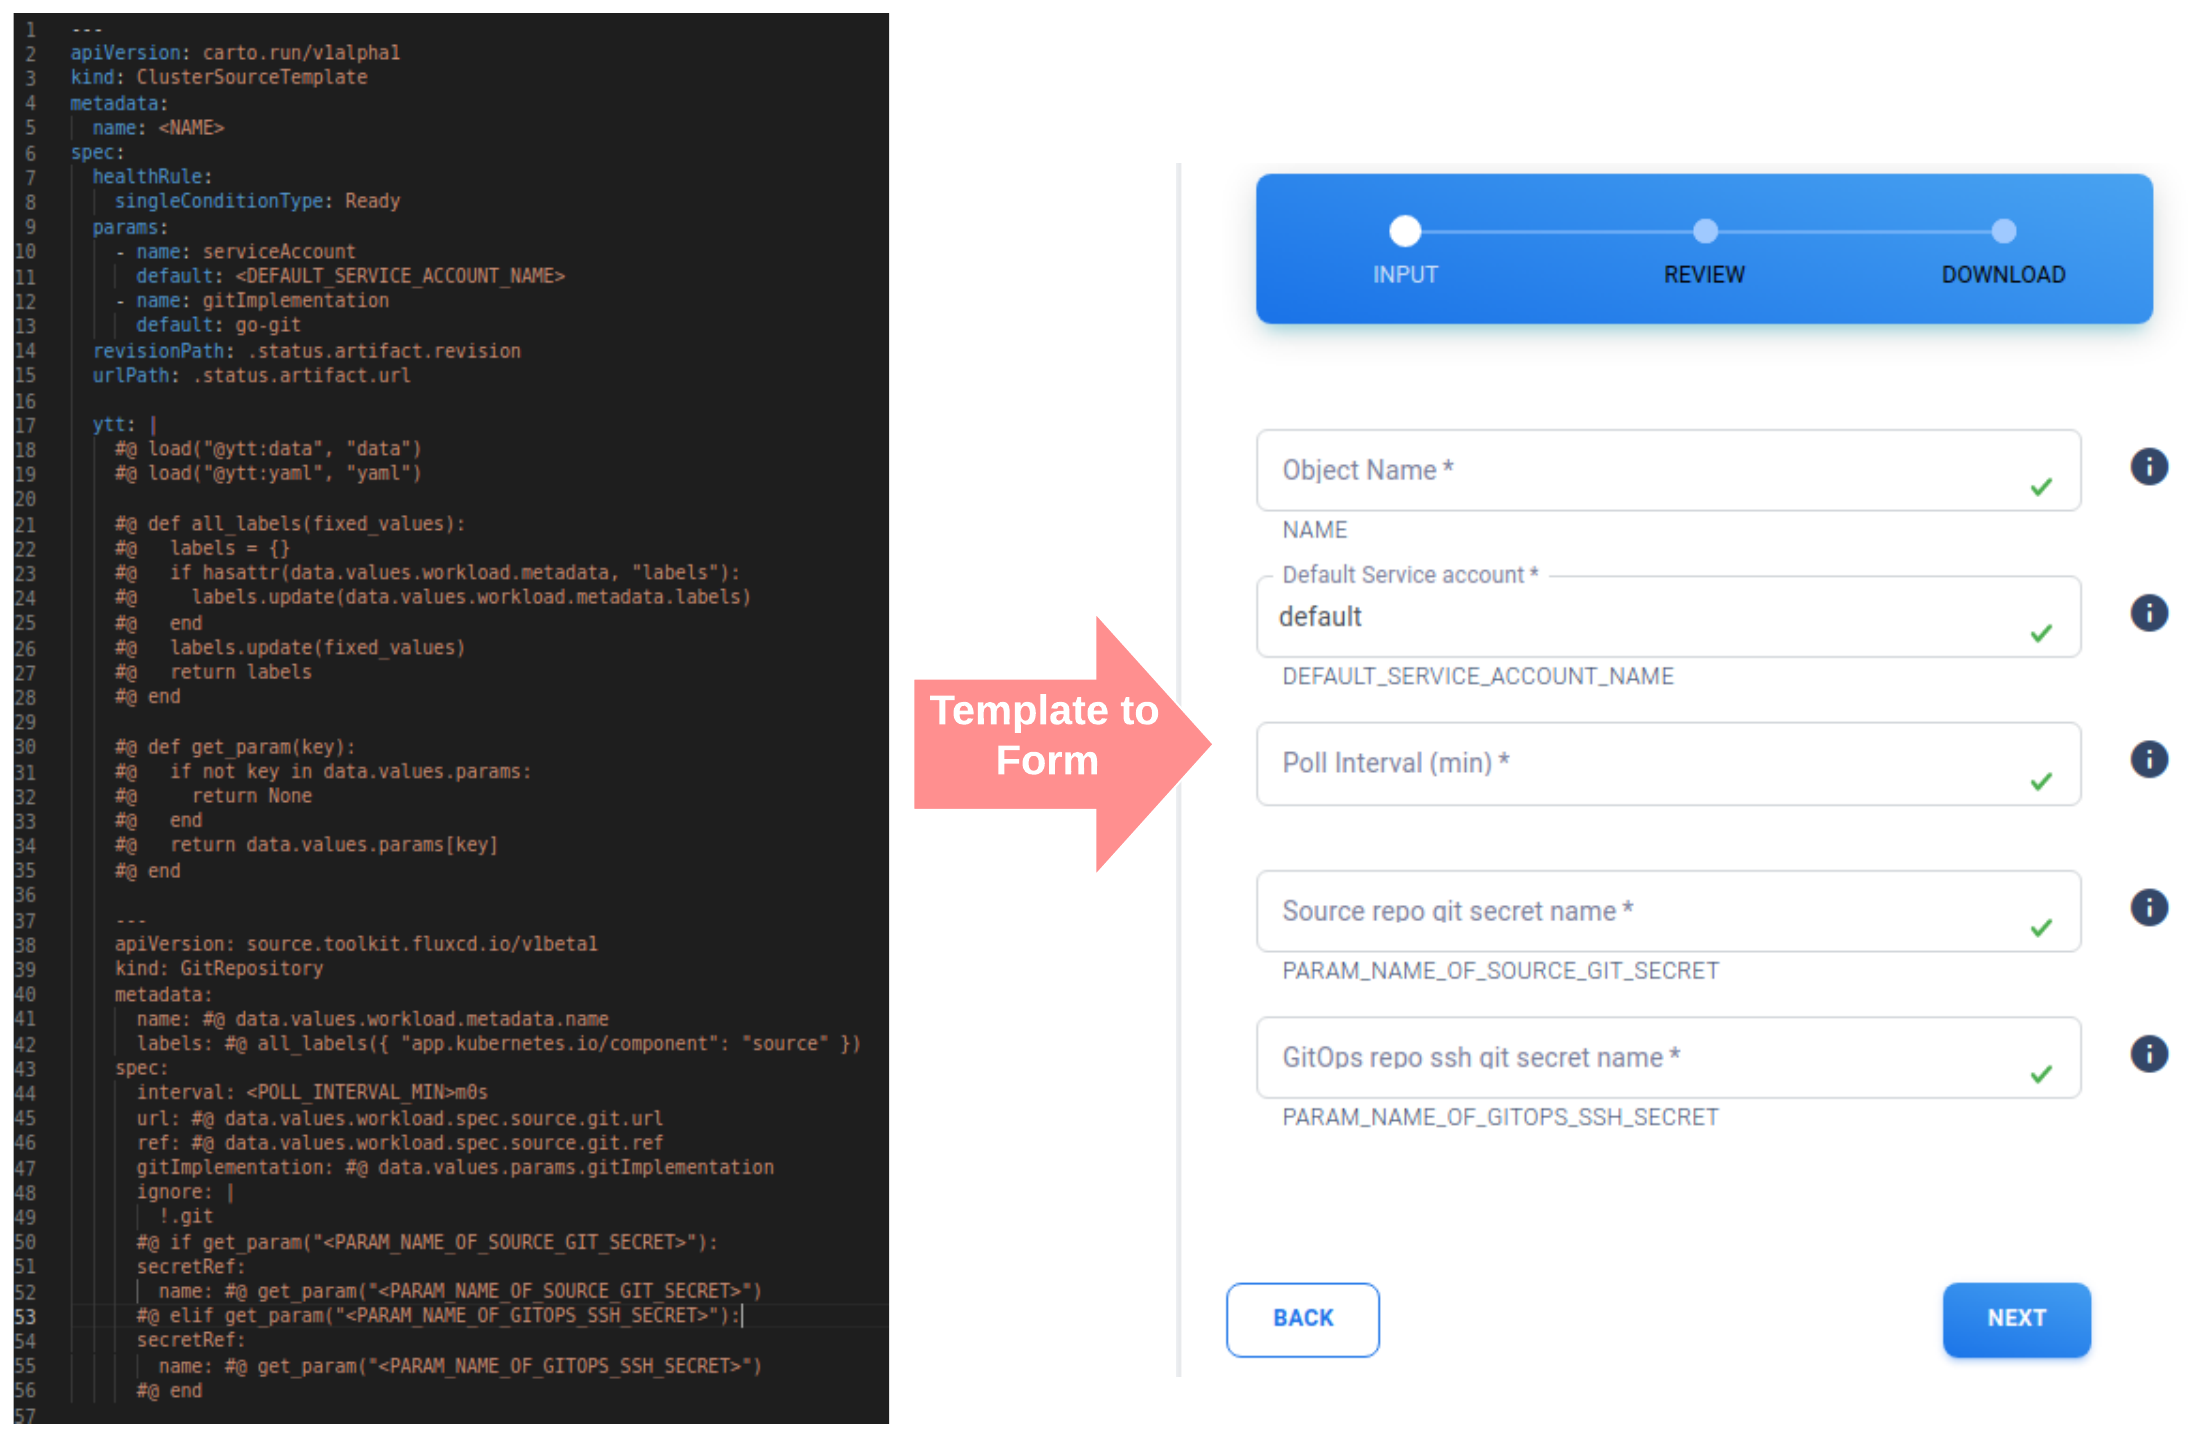 1 ---
2 apiVersion: carto.run/v1alpha1
3 kind: ClusterSourceTemplate
4 metadata:
5 name: <NAME>
6 spec:
7 healthRule:
8 singleConditionType: Ready
9 params:
10 - name: serviceAccount
11 default: <DEFAULT_SERVICE_ACCOUNT_NAME>
12 - name: gitImplementation
13 default: go-git
14 revisionPath: .status.artifact.revision
15 urlPath: .status.artifact.url
16
17 ytt: |
18 #@ load("@ytt:data", "data")
19 #@ load("@ytt:yaml", "yaml")
20
21 #@ def all_labels(fixed_values):
22 #@ labels = {}
23 #@ if hasattr(data.values.workload.metadata, "labels"):
24 #@ labels.update(data.values.workload.metadata.labels)
25 #@ end
26 #@ labels.update(fixed_values)
27 #@ return labels
28 #@ end
29
30 #@ def get_param(key):
31 #@ if not key in data.values.params:
32 #@ return None
33 #@ end
34 #@ return data.values.params[key]
35 #@ end
36
37 ---
38 apiVersion: source.toolkit.fluxcd.io/v1beta1
39 kind: GitRepository
40 metadata:
41 name: #@ data.values.workload.metadata.name
42 labels: #@ all_labels({ "app.kubernetes.io/component": "source" })
43 spec:
44 interval: <POLL_INTERVAL_MIN>m0s
45 url: #@ data.values.workload.spec.source.git.url
46 ref: #@ data.values.workload.spec.source.git.ref
47 gitImplementation: #@ data.values.params.gitImplementation
48 ignore: |
49 !.git
50 #@ if get_param("<PARAM_NAME_OF_SOURCE_GIT_SECRET>"):
51 secretRef:
52 name: #@ get_param("<PARAM_NAME_OF_SOURCE_GIT_SECRET>")
53 #@ elif get_param("<PARAM_NAME_OF_GITOPS_SSH_SECRET>"):
54 secretRef:
55 name: #@ get_param("<PARAM_NAME_OF_GITOPS_SSH_SECRET>")
56 #@ end
57
Template to
Form
INPUT
REVIEW
DOWNLOAD
Object Name *
NAME
Default Service account *
default
DEFAULT_SERVICE_ACCOUNT_NAME
Poll Interval (min) *
Source repo git secret name *
PARAM_NAME_OF_SOURCE_GIT_SECRET
GitOps repo ssh git secret name *
PARAM_NAME_OF_GITOPS_SSH_SECRET
BACK
NEXT